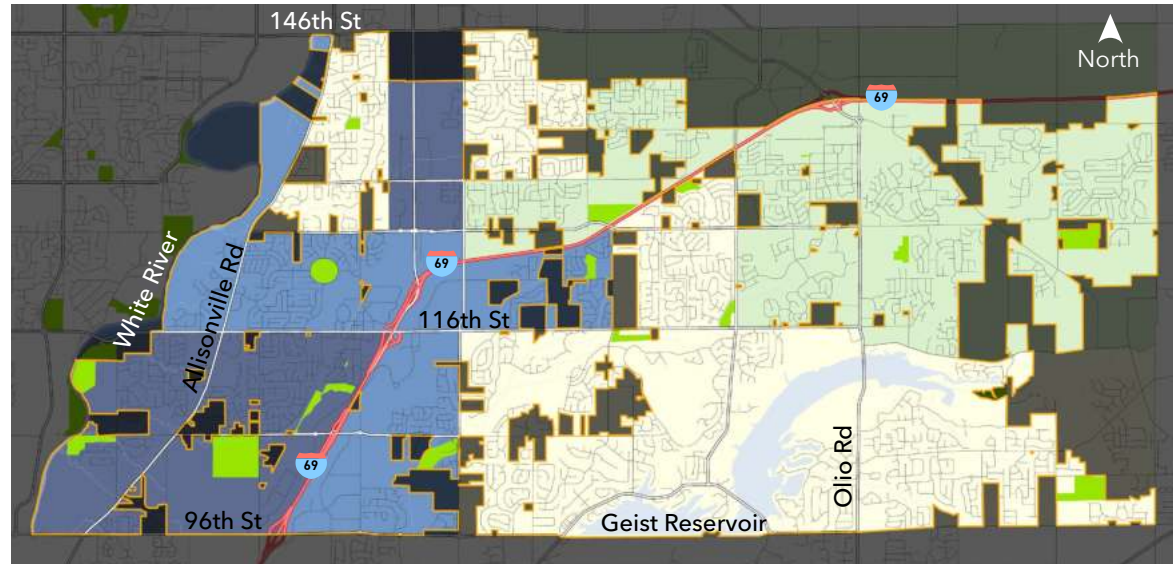 146th St
North
69
White River
Allisonville Rd
69
116th St
Olio Rd
69
96th St
Geist Reservoir